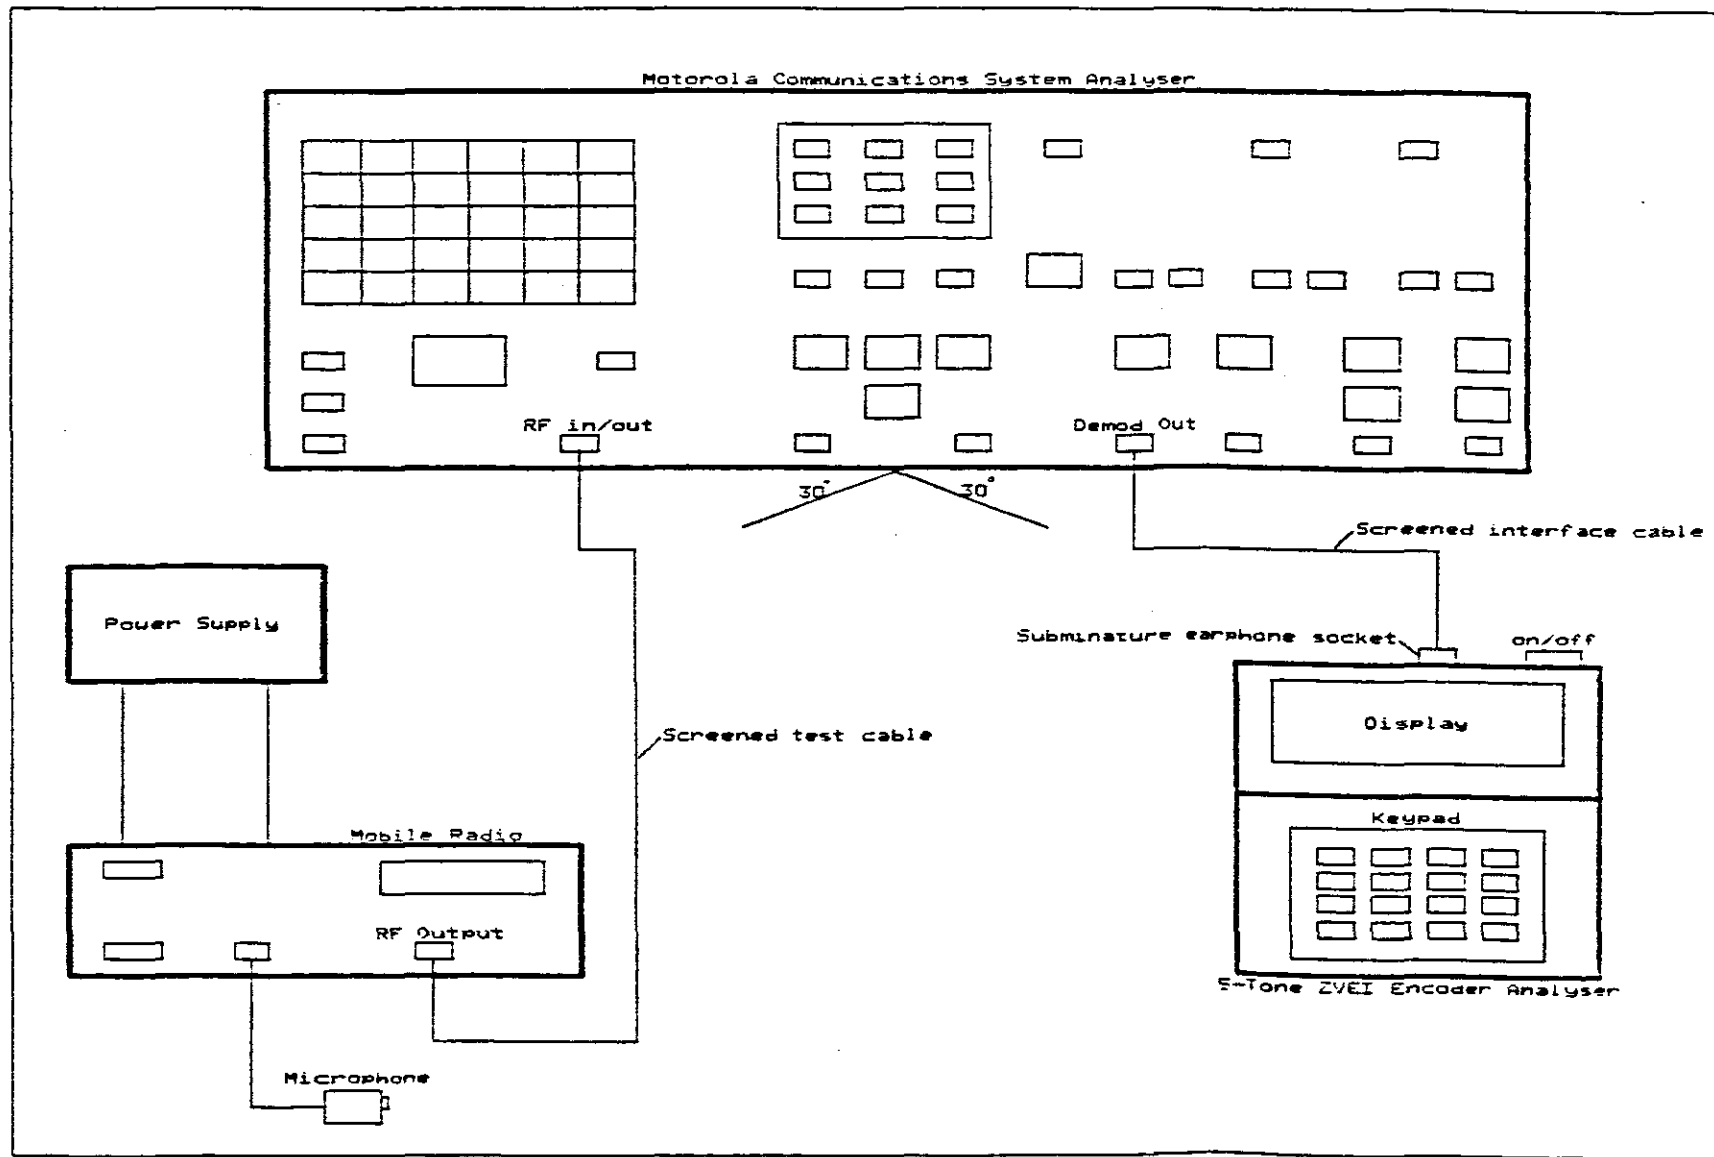 Motorola Communications System Analyser
RF in/out
Demod Out
30°
30°
Screened interface cable
Power Supply
Subminature earphone socket
on/off
Display
Screened test cable
Mobile Radio
Keypad
RF Output
5-Tone ZVEI Encoder Analyser
Microphone